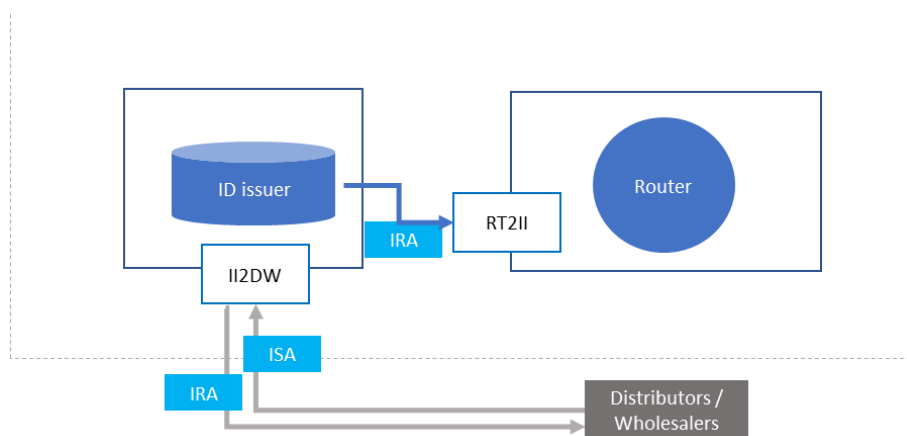 ID issuer
Router
RT2II
IRA
II2DW
ISA
IRA
Distributors /
Wholesalers